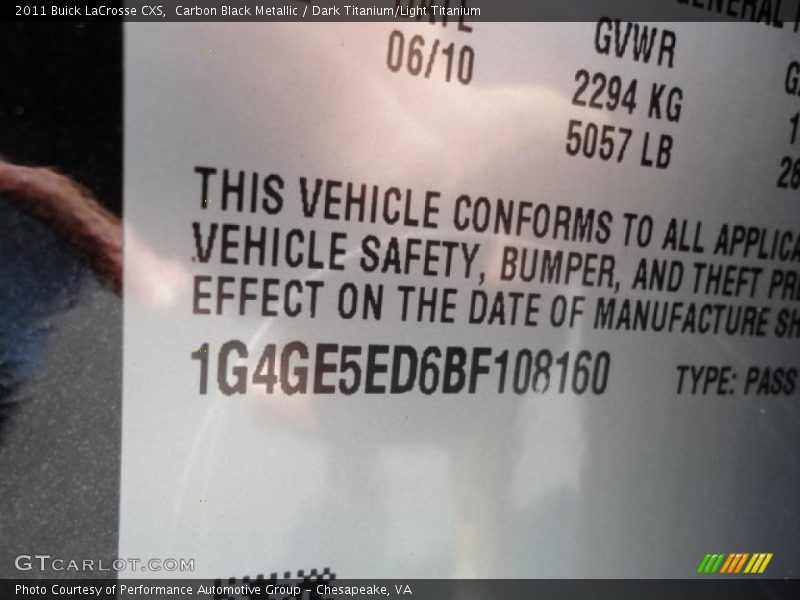 2011 Buick LaCrosse CXS,  Carbon Black Metallic / Dark Titanium/Light Titanium
06/10
GVWR
2294 KG
5057 LB
THIS VEHICLE CONFORMS TO ALL APPLICA
VEHICLE SAFETY, BUMPER, AND THEFT PRE
EFFECT ON THE DATE OF MANUFACTURE SH
1G4GE5ED6BF108160
TYPE: PASS
GTCARLOT.COM
Photo Courtesy of Performance Automotive Group - Chesapeake, VA